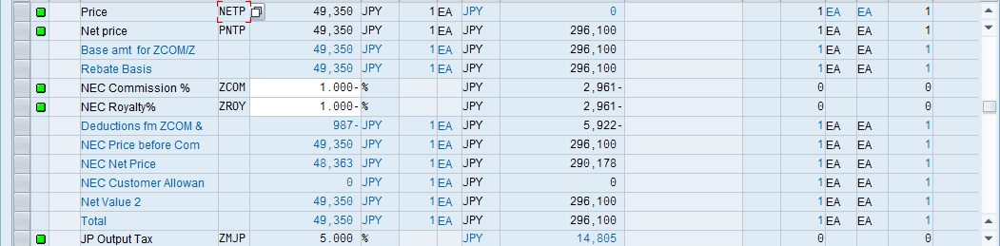 Price NETP 49,350 JPY 1 EA JPY 0 1 EA EA 1
Net price PNTP 49,350 JPY 1 EA JPY 296,100 1 EA EA 1
Base amt for ZCOM/Z 49,350 JPY 1 EA JPY 296,100 1 EA EA 1
Rebate Basis 49,350 JPY 1 EA JPY 296,100 1 EA EA 1
NEC Commission % ZCOM 1.000- % JPY 2,961- 0 0
NEC Royalty% ZROY 1.000- % JPY 2,961- 0 0
Deductions fm ZCOM & 987- JPY 1 EA JPY 5,922- 1 EA EA 1
NEC Price before Com 49,350 JPY 1 EA JPY 296,100 1 EA EA 1
NEC Net Price 48,363 JPY 1 EA JPY 290,178 1 EA EA 1
NEC Customer Allowan 0 JPY 1 EA JPY 0 1 EA EA 1
Net Value 2 49,350 JPY 1 EA JPY 296,100 1 EA EA 1
Total 49,350 JPY 1 EA JPY 296,100 1 EA EA 1
JP Output Tax ZMJP 5.000 % JPY 14,805 0 0